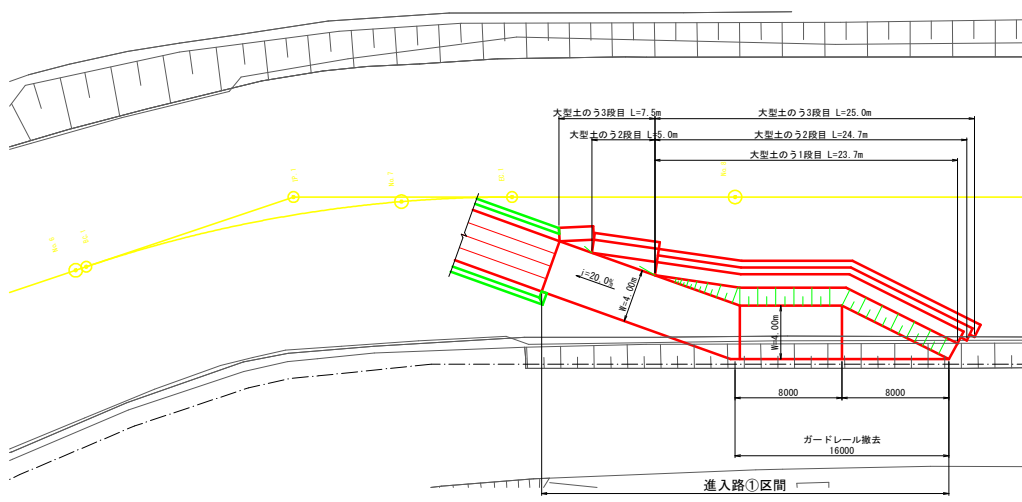 大型土のう3段目 L=7.5m
大型土のう3段目 L=25.0m
大型土のう2段目 L=5.0m
大型土のう2段目 L=24.7m
大型土のう1段目 L=23.7m
i=20.0%
W=4.00m
W=4.00m
8000
8000
ガードレール撤去
16000
進入路①区間